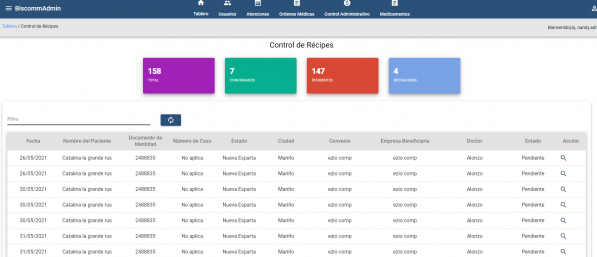 BiscommAdmin
Tablero Usuarios Atenciones Ordenes Médicas Control Administrativo Medicamentos
Tablero / Control de Récipes
Bienvenido(a), nandy.adr
Control de Récipes
158 7 147 4
TOTAL CONFIRMADOS PENDIENTES RECHAZADOS
Filtro
Fecha Nombre del Paciente Documento de Identidad Número de Caso Estado Ciudad Convenio Empresa Beneficiaria Doctor Estado Acción
26/05/2021 Catalina la grande rus 2488835 No aplica Nueva Esparta Mariño ezio comp ezio comp Alonzo Pendiente
26/05/2021 Catalina la grande rus 2488835 No aplica Nueva Esparta Mariño ezio comp ezio comp Alonzo Pendiente
30/05/2021 Catalina la grande rus 2488835 No aplica Nueva Esparta Mariño ezio comp ezio comp Alonzo Pendiente
30/05/2021 Catalina la grande rus 2488835 No aplica Nueva Esparta Mariño ezio comp ezio comp Alonzo Pendiente
30/05/2021 Catalina la grande rus 2488835 No aplica Nueva Esparta Mariño ezio comp ezio comp Alonzo Pendiente
31/05/2021 Catalina la grande rus 2488835 No aplica Nueva Esparta Mariño ezio comp ezio comp Alonzo Pendiente
31/05/2021 Catalina la grande rus 2488835 No aplica Nueva Esparta Mariño ezio comp ezio comp Alonzo Pendiente